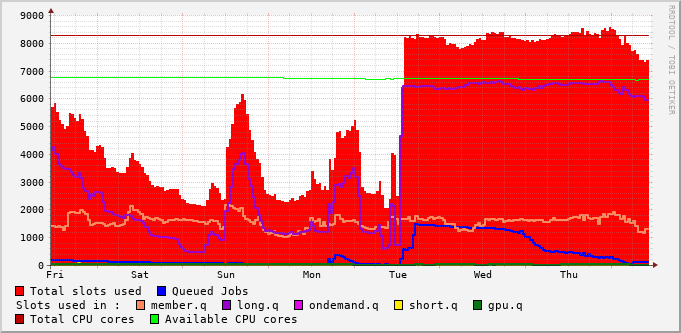 9000
8000
7000
6000
5000
4000
3000
2000
1000
0
Fri Sat Sun Mon Tue Wed Thu
RRDTOOL / TOBI OETIKER
Total slots used Queued Jobs
Slots used in : member.q long.q ondemand.q short.q gpu.q
Total CPU cores Available CPU cores